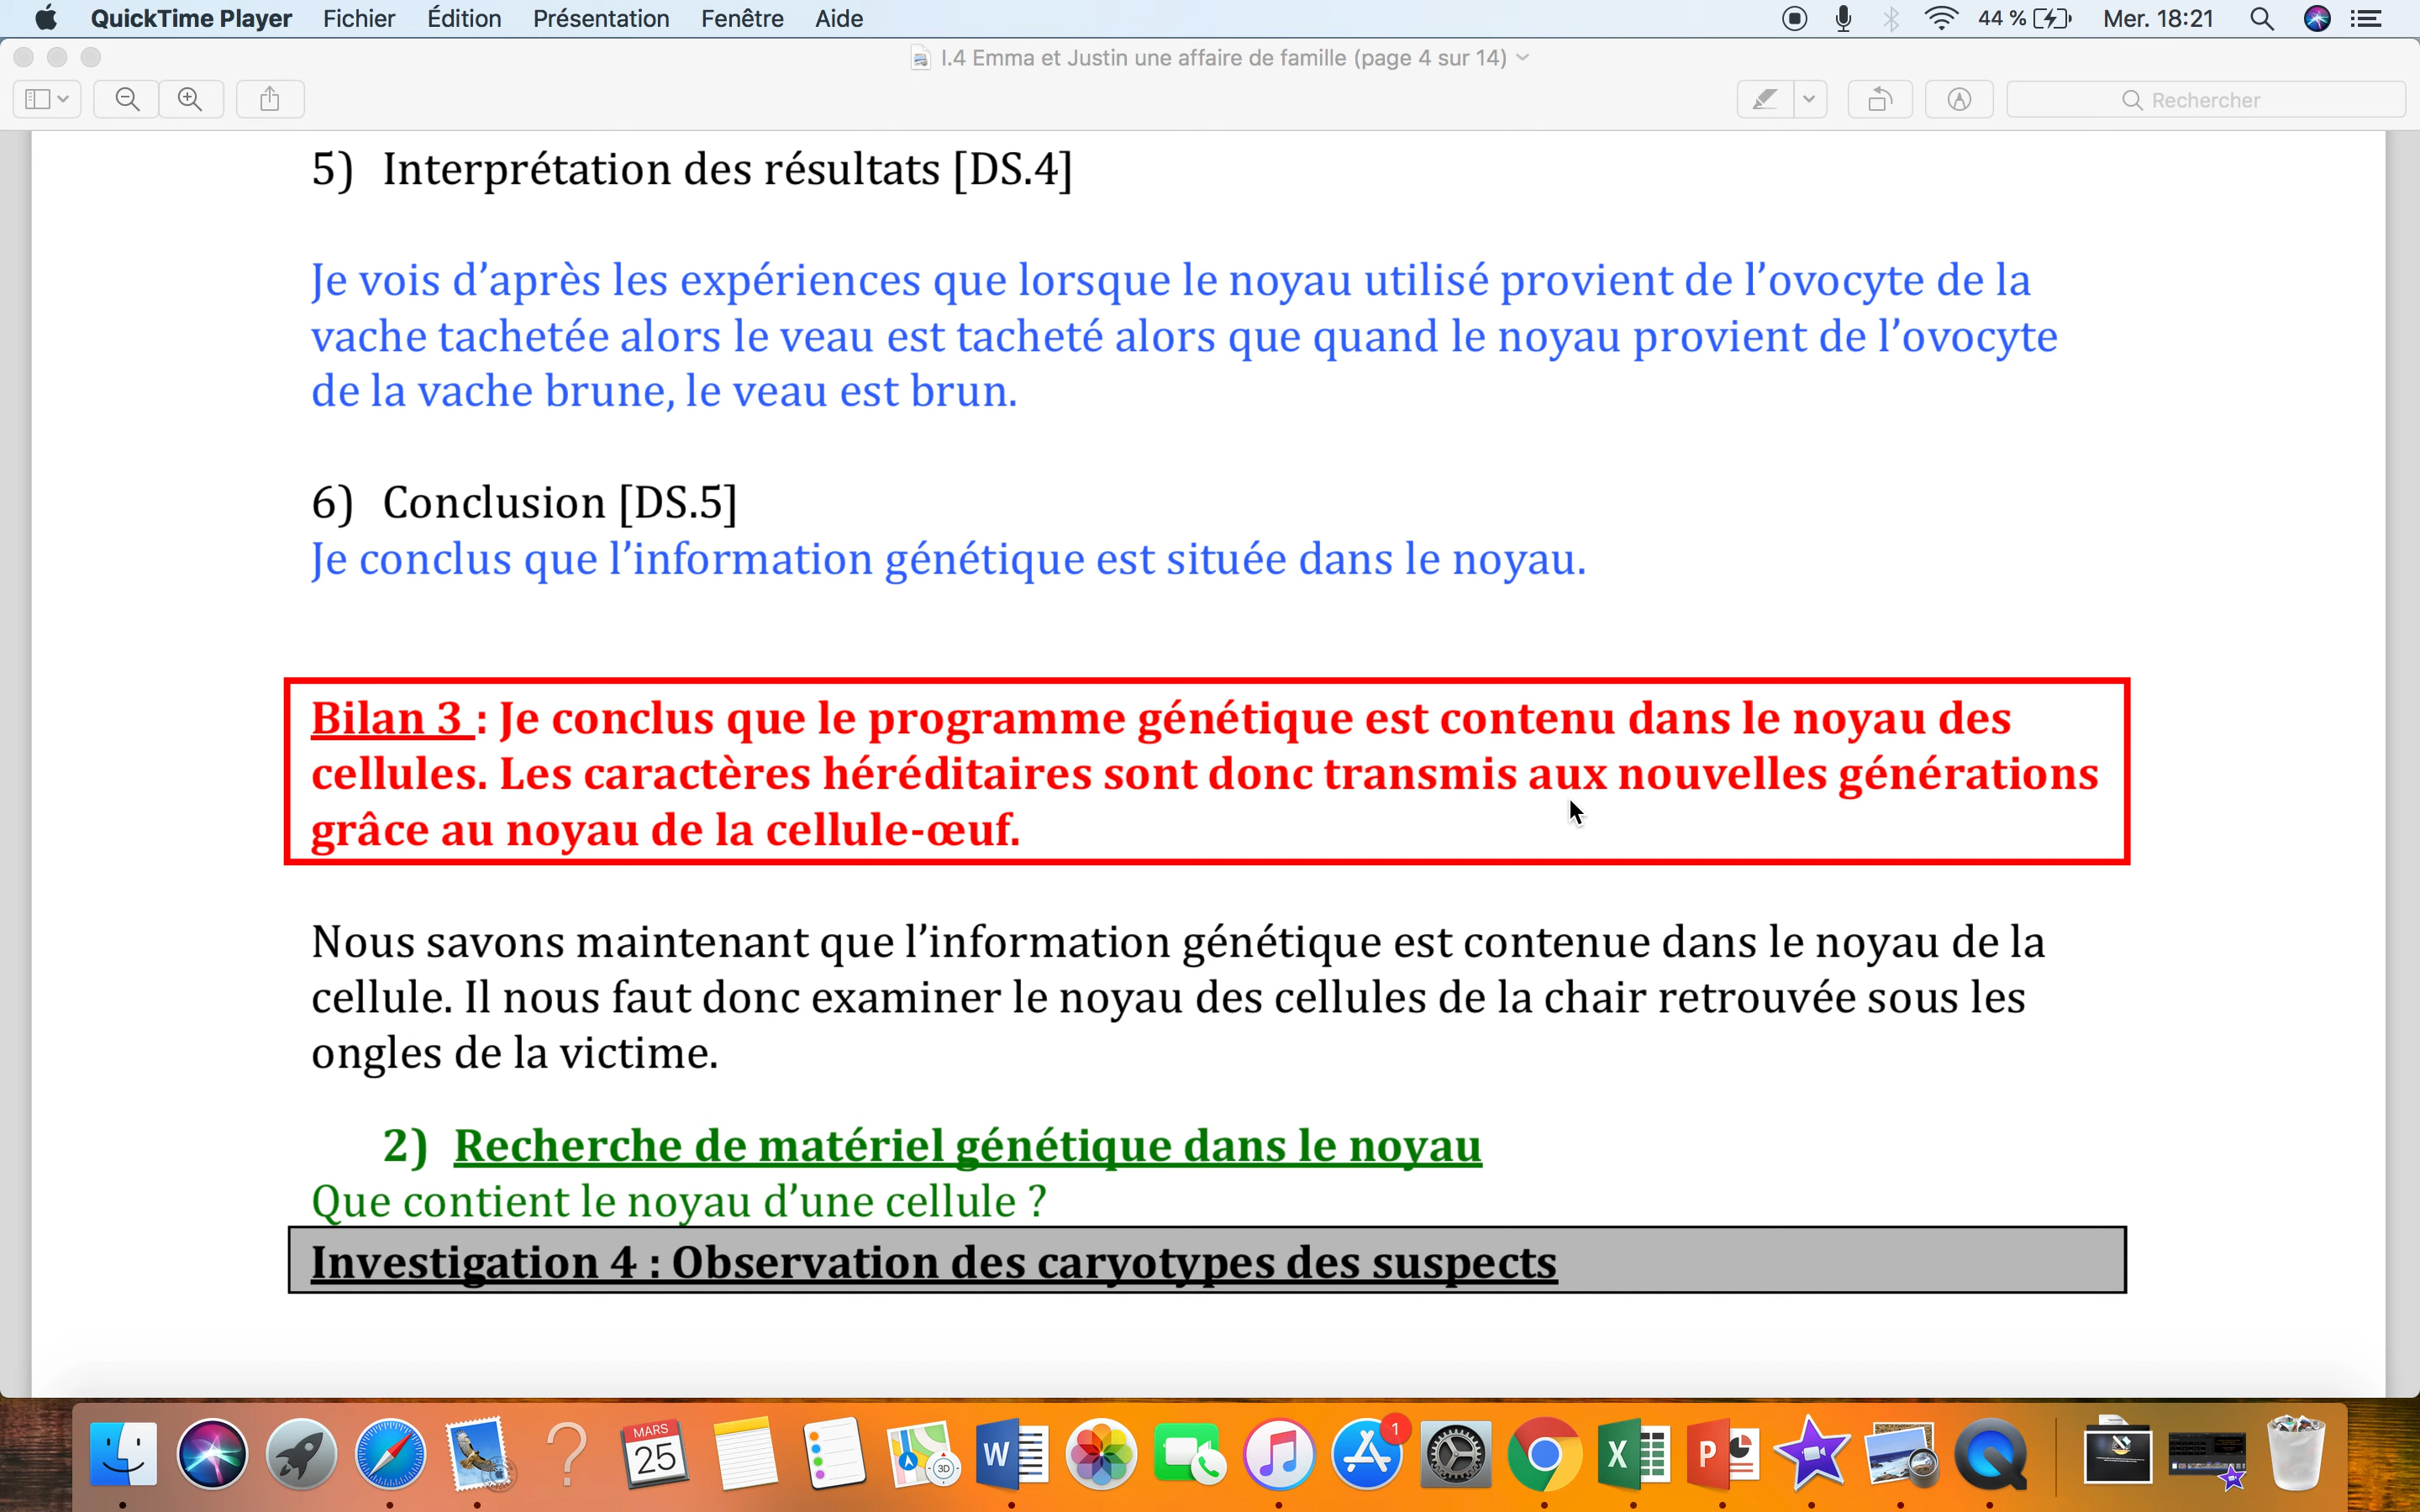 QuickTime Player Fichier Édition Présentation Fenêtre Aide 44 % Mer. 18:21
I.4 Emma et Justin une affaire de famille (page 4 sur 14)
Rechercher
5) Interprétation des résultats [DS.4]
Je vois d’après les expériences que lorsque le noyau utilisé provient de l’ovocyte de la
vache tachetée alors le veau est tacheté alors que quand le noyau provient de l’ovocyte
de la vache brune, le veau est brun.
6) Conclusion [DS.5]
Je conclus que l’information génétique est située dans le noyau.
Bilan 3 : Je conclus que le programme génétique est contenu dans le noyau des
cellules. Les caractères héréditaires sont donc transmis aux nouvelles générations
grâce au noyau de la cellule-œuf.
Nous savons maintenant que l’information génétique est contenue dans le noyau de la
cellule. Il nous faut donc examiner le noyau des cellules de la chair retrouvée sous les
ongles de la victime.
2) Recherche de matériel génétique dans le noyau
Que contient le noyau d’une cellule ?
Investigation 4 : Observation des caryotypes des suspects
MARS
25
3D
W
1
X
P